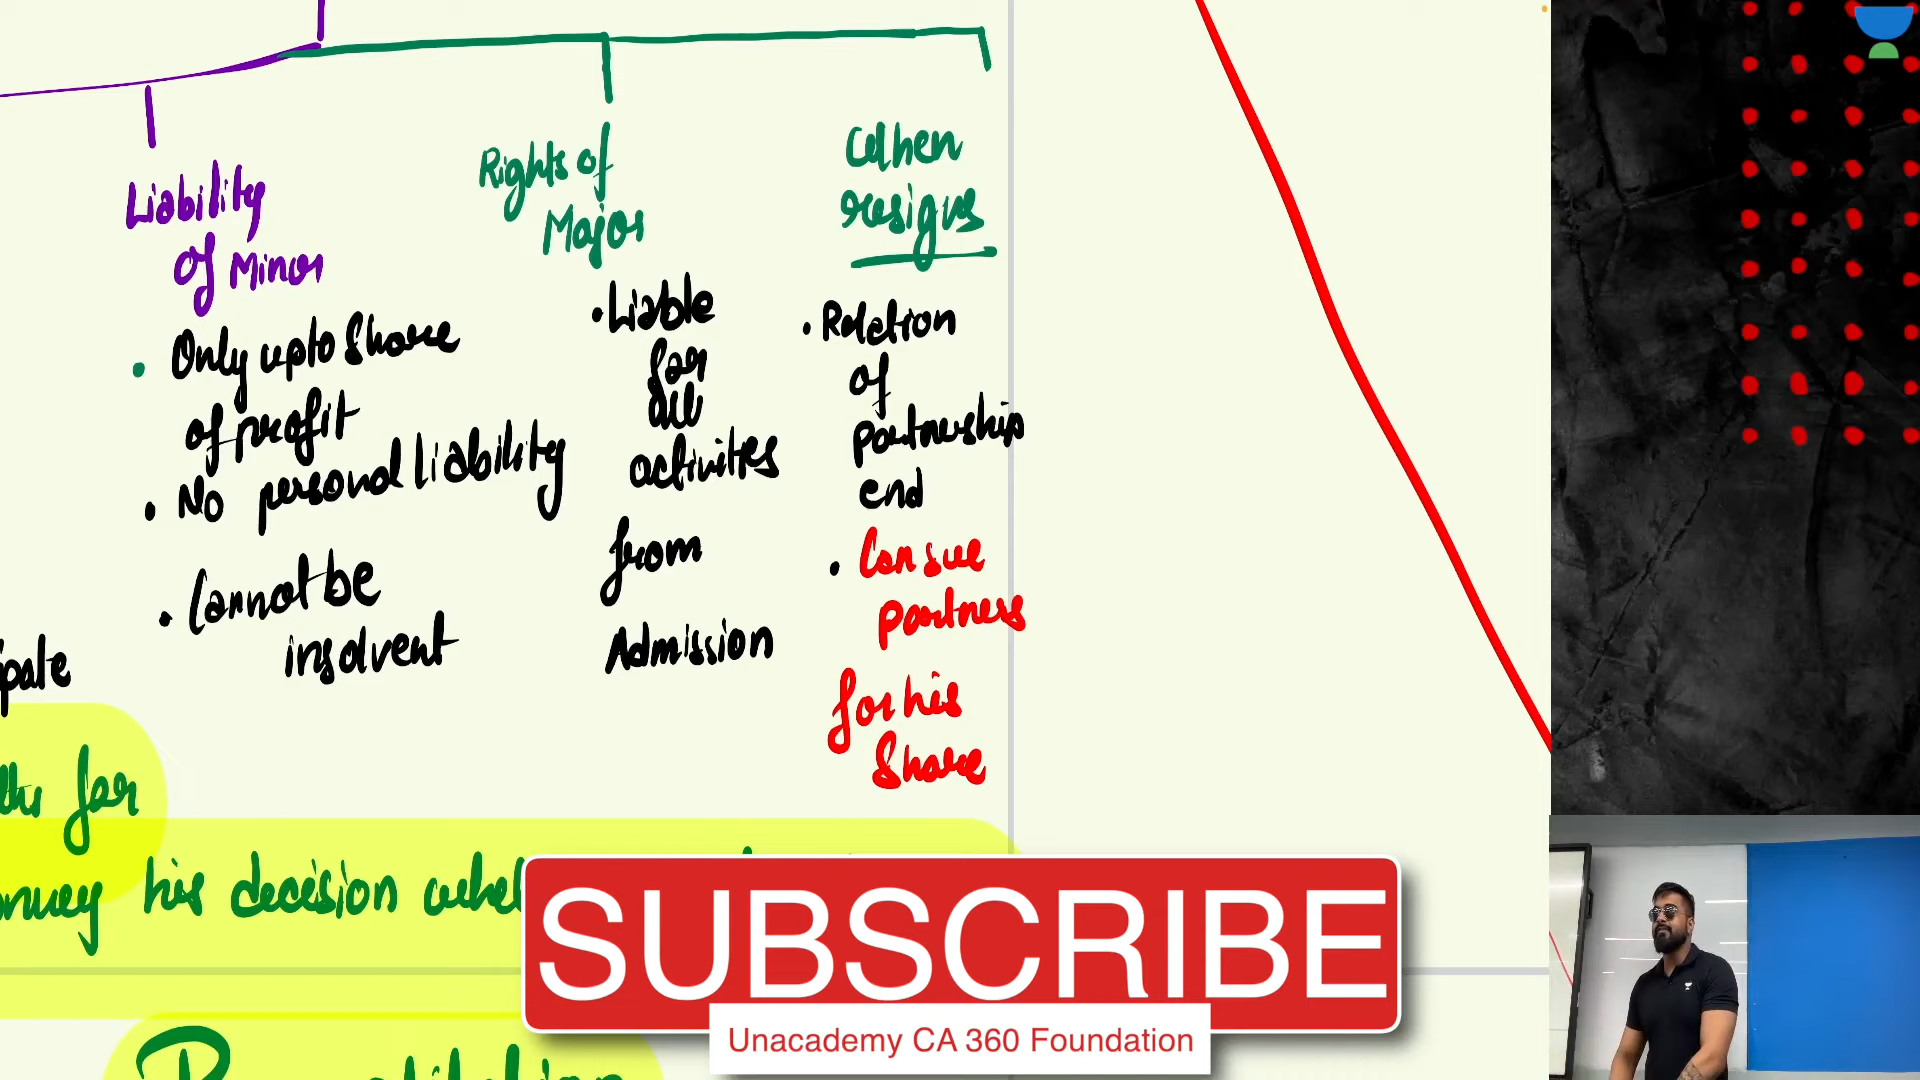 Liability
of Minor
• Only upto Share
of profit
• No personal liability
• Cannot be
insolvent
Rights of
Major
• Liable
for
all
activities
from
Admission
When
resigns
• Relation
of
partnership
end
• Can sue
partners
for his
Share
pate
for
his decision
SUBSCRIBE
Unacademy CA 360 Foundation